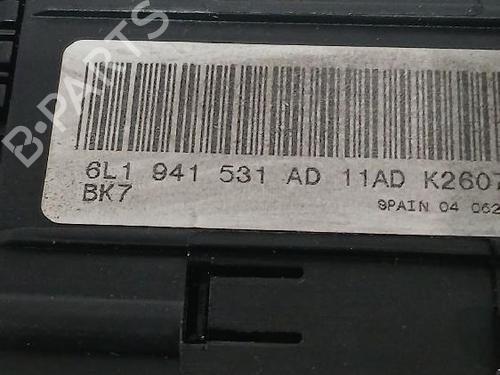 B-PARTS
6L1 941 531 AD 11AD K2607
BK7
SPAIN 04 062